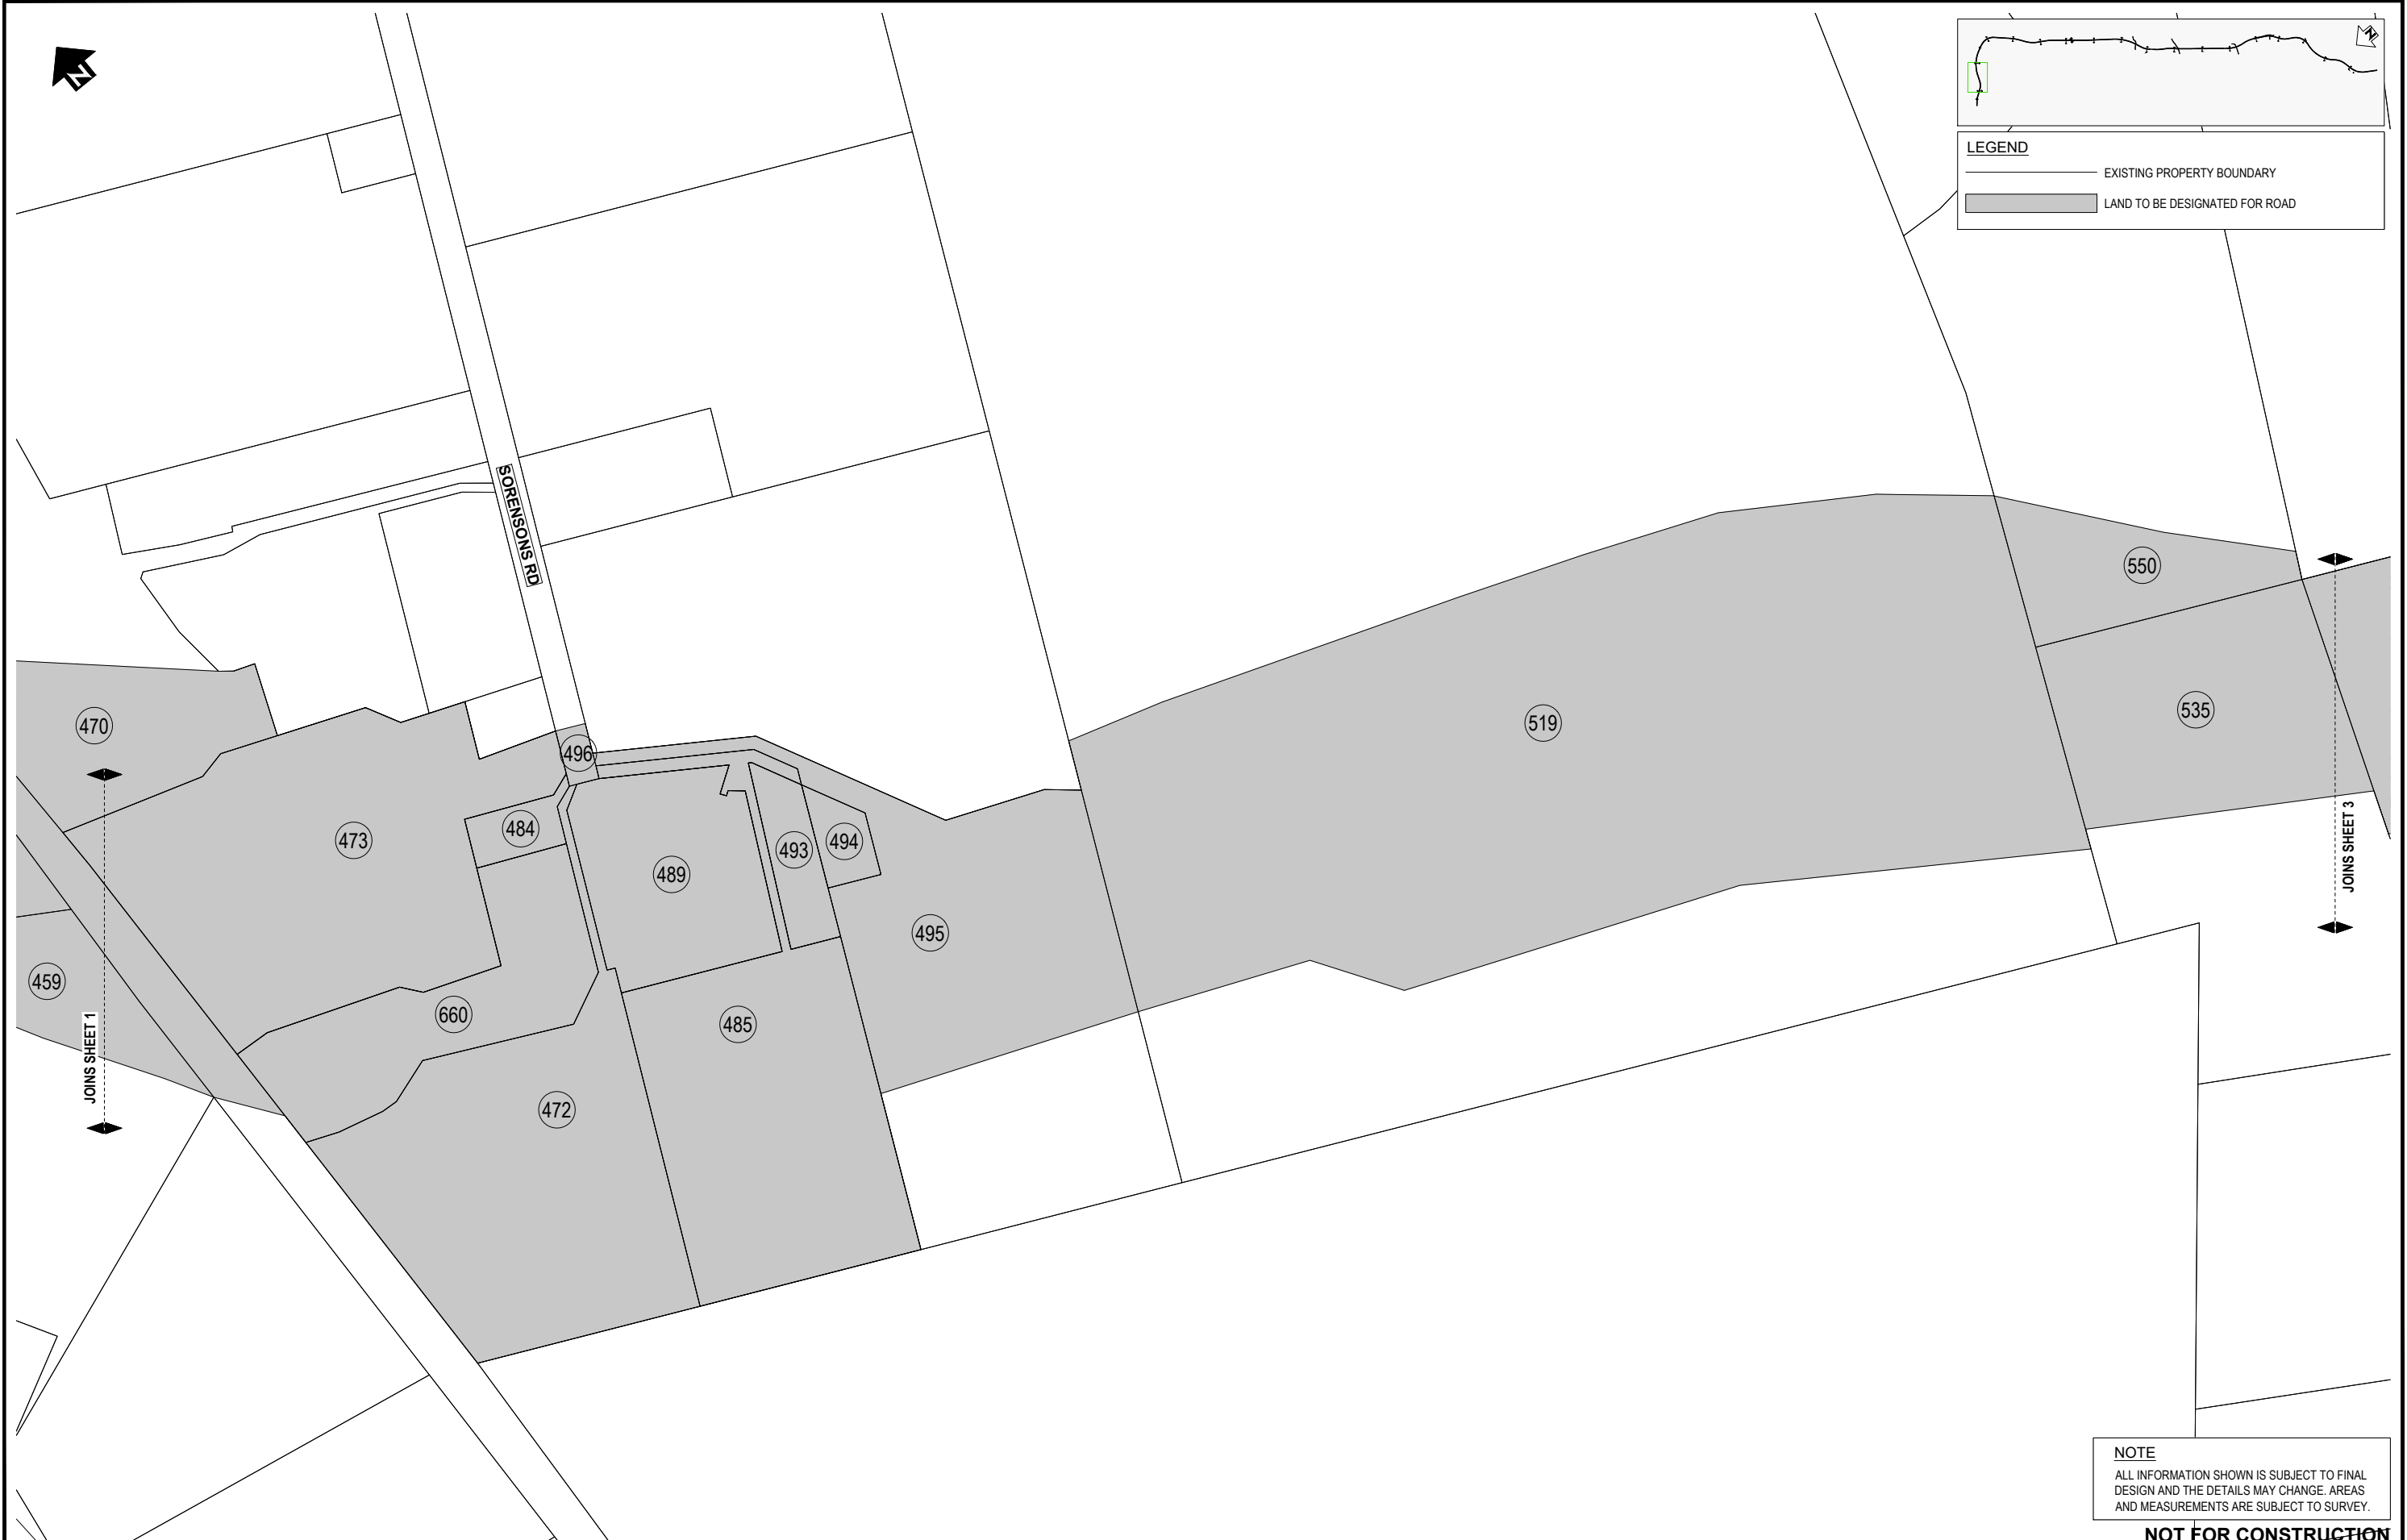 N
N
LEGEND
EXISTING PROPERTY BOUNDARY
LAND TO BE DESIGNATED FOR ROAD
SORENSONS RD
550
470
496
519
535
473
484
489
493
494
JOINS SHEET 3
495
459
660
485
JOINS SHEET 1
472
NOTE
ALL INFORMATION SHOWN IS SUBJECT TO FINAL
DESIGN AND THE DETAILS MAY CHANGE. AREAS
AND MEASUREMENTS ARE SUBJECT TO SURVEY.
NOT FOR CONSTRUCTION